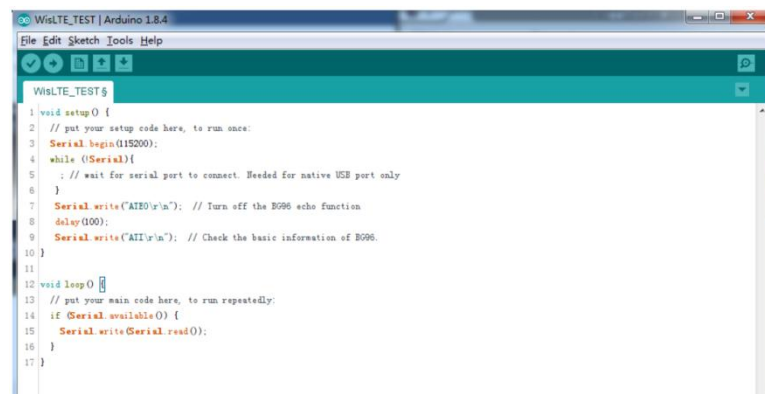 WisLTE_TEST | Arduino 1.8.4
File Edit Sketch Tools Help
WisLTE_TEST §
1 void setup() {
2 // put your setup code here, to run once:
3 Serial.begin(115200);
4 while (!Serial){
5 ; // wait for serial port to connect. Needed for native USB port only
6 }
7 Serial.write("ATE0\r\n"); // Turn off the BG96 echo function
8 delay(100);
9 Serial.write("ATI\r\n"); // Check the basic information of BG96.
10 }
11
12 void loop() {
13 // put your main code here, to run repeatedly:
14 if (Serial.available()) {
15 Serial.write(Serial.read());
16 }
17 }